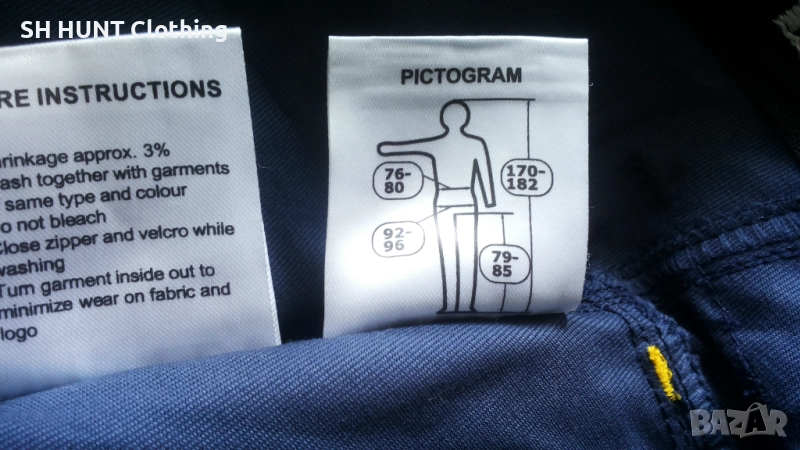 SH HUNT Clothing
RE INSTRUCTIONS
rinkage approx. 3%
ash together with garments
same type and colour
o not bleach
Close zipper and velcro while
washing
Turn garment inside out to
minimize wear on fabric and
logo
PICTOGRAM
76-
80
170-
182
92-
96
79-
85
BAZAR